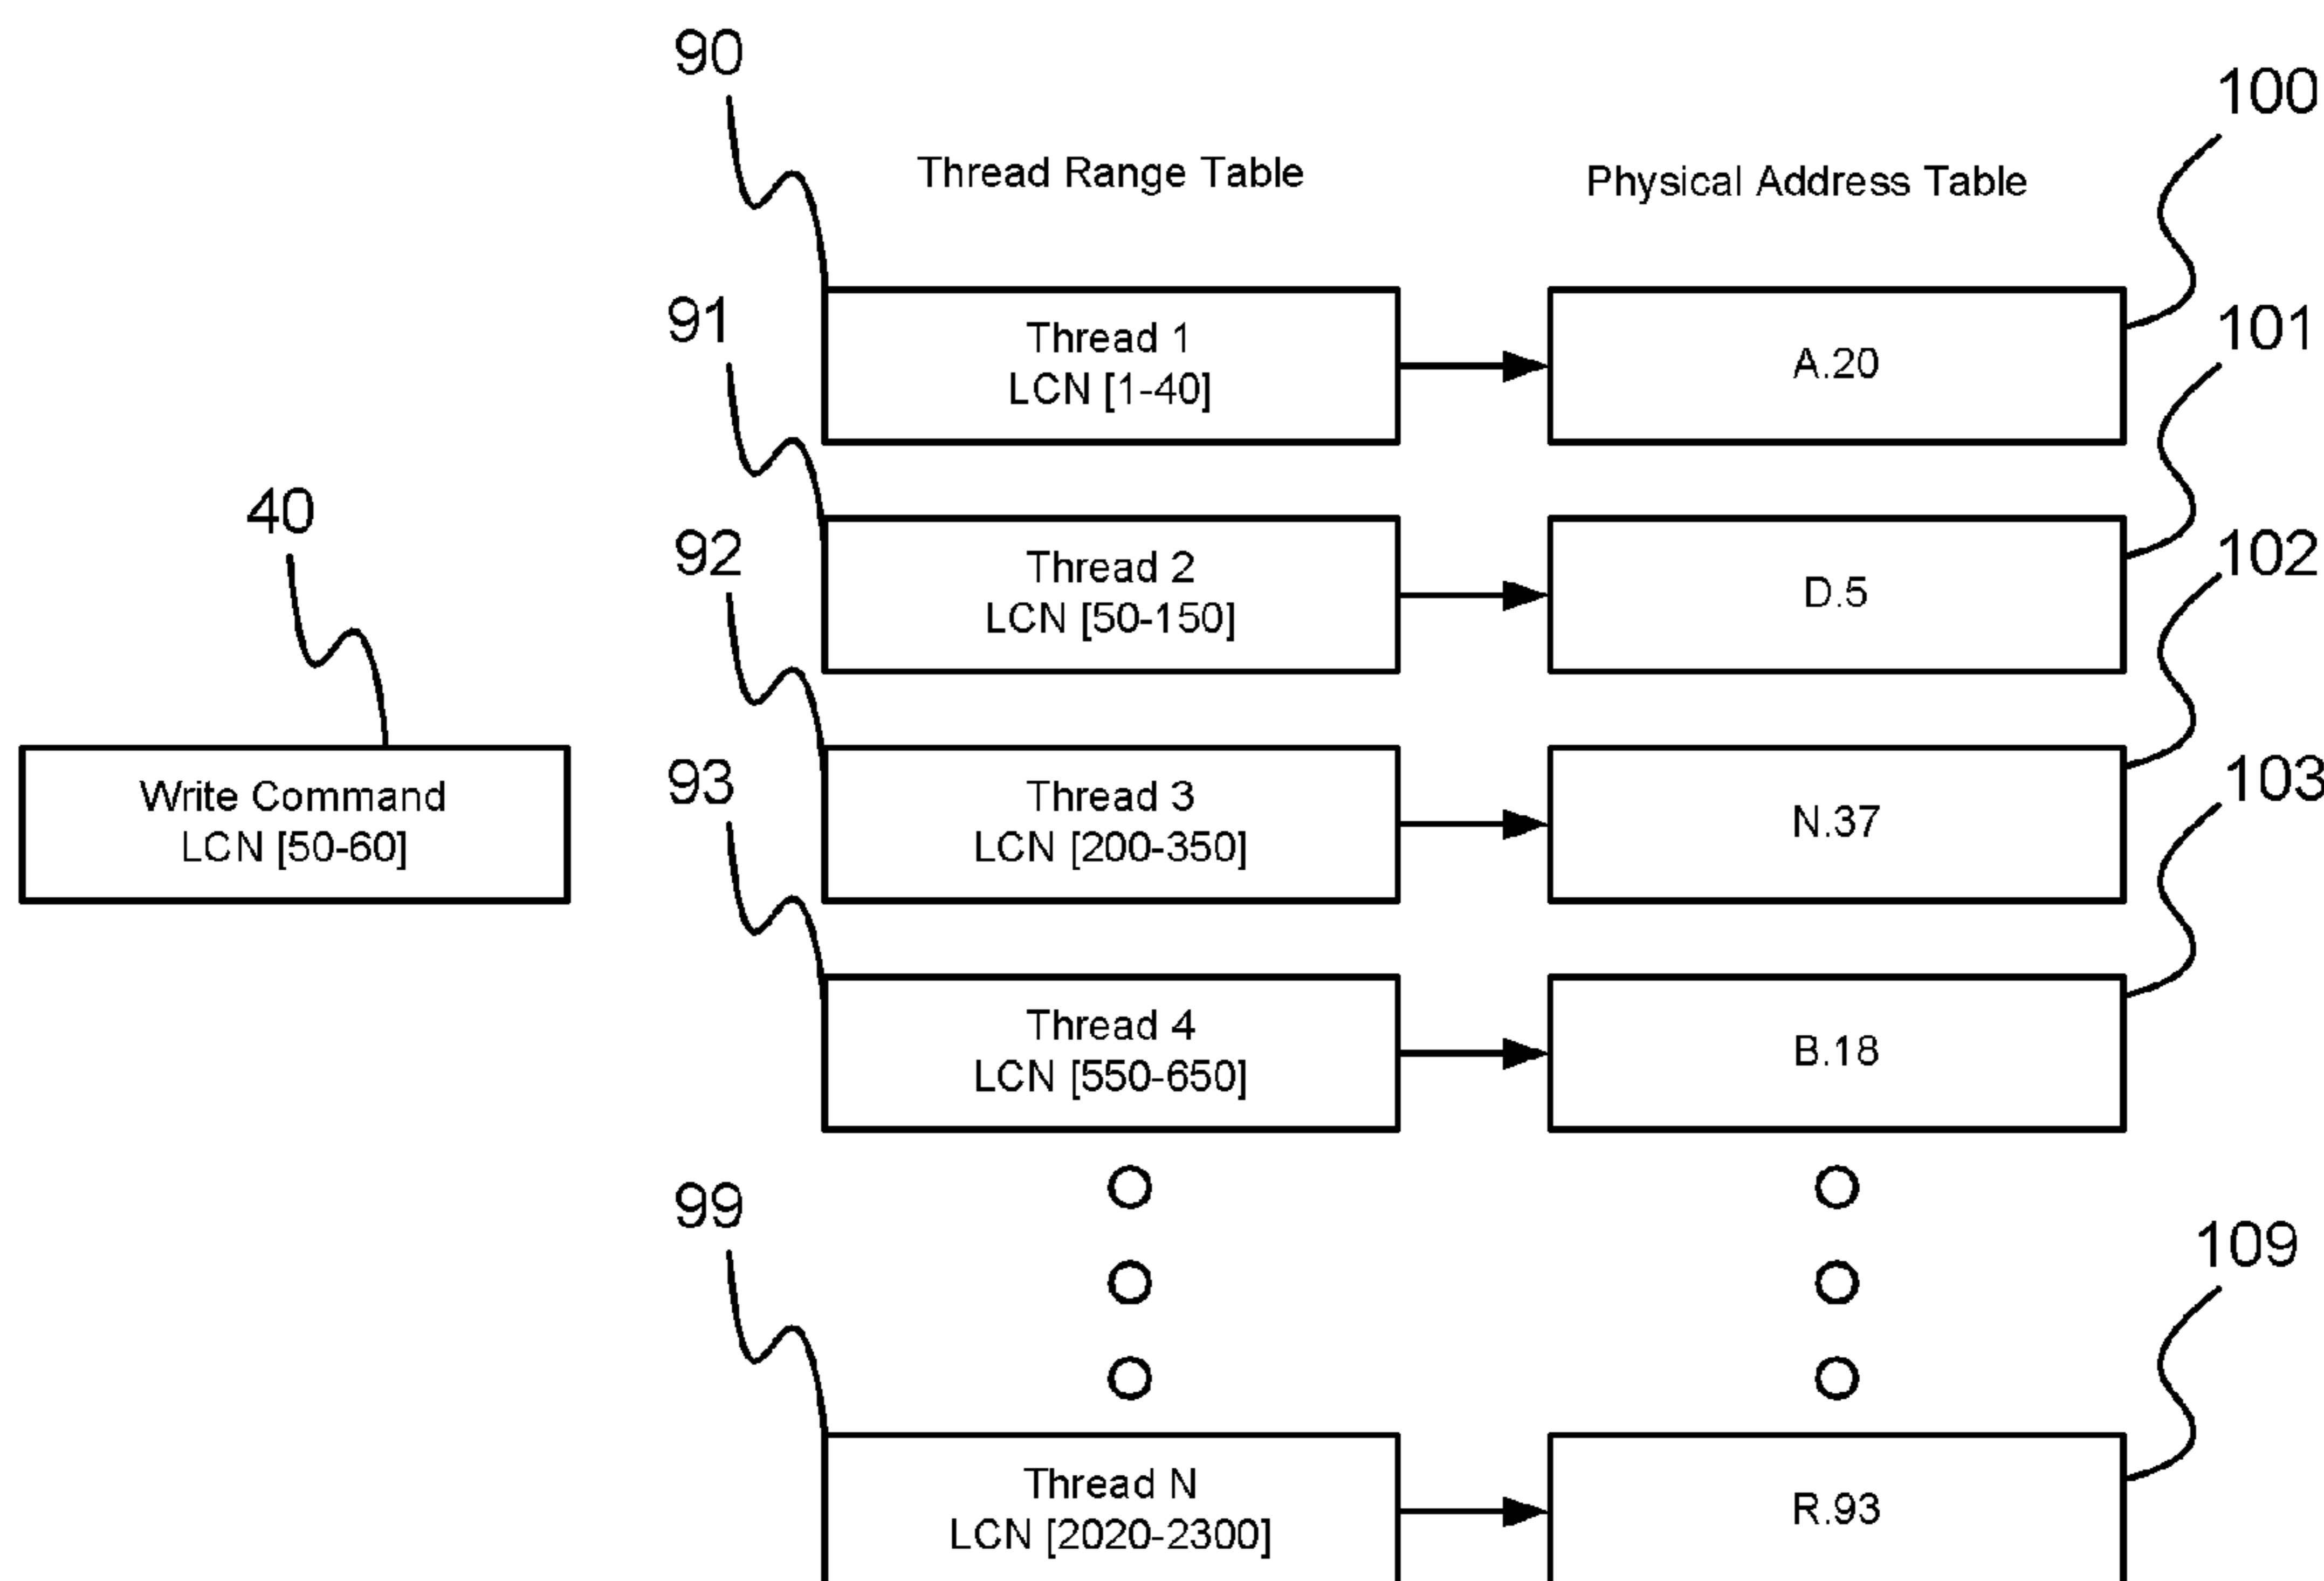 90
100
Thread Range Table
Physical Address Table
91
101
Thread 1
LCN [1-40]
A.20
40
92
102
Thread 2
LCN [50-150]
D.5
93
103
Write Command
LCN [50-60]
Thread 3
LCN [200-350]
N.37
Thread 4
LCN [550-650]
B.18
99
109
Thread N
LCN [2020-2300]
R.93